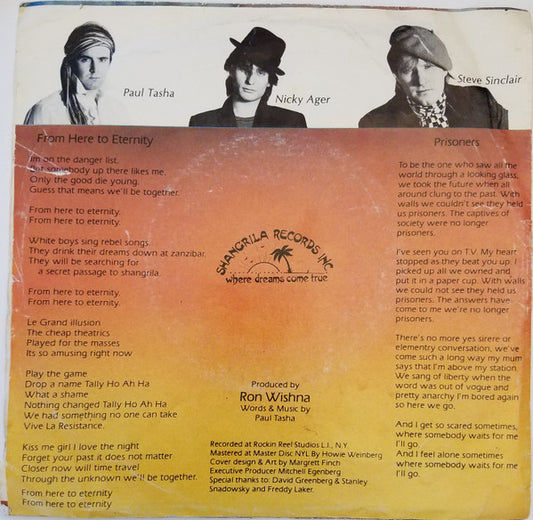 Paul Tasha
Nicky Ager
Steve Sinclair
From Here to Eternity
Im on the danger list.
But somebody up there likes me.
Only the good die young.
Guess that means we'll be together.
From here to eternity.
From here to eternity.
White boys sing rebel songs.
They drink their dreams down at zanzibar.
They will be searching for
a secret passage to shangrila.
From here to eternity.
From here to eternity.
Le Grand illusion.
The cheap theatrics
Played for the masses
Its so amusing right now
Play the game
Drop a name Tally Ho Ah Ha
What a shame
Nothing changed Tally Ho Ah Ha
We had something no one can take
Vive La Resistance.
Kiss me girl I love the night
Forget your past it does not matter
Closer now will time travel
Through the unknown we'll be together.
From here to eternity
From here to eternity
SHANGRILA RECORDS INC
where dreams come true
Produced by
Ron Wishna
Words & Music by
Paul Tasha
Recorded at Rockin Reel Studios L.I., N.Y.
Mastered at Master Disc NYL By Howie Weinberg
Cover design & Art by Margrett Finch
Executive Producer Mitchell Egenberg
Special thanks to: David Greenberg & Stanley
Snadowsky and Freddy Laker.
Prisoners
To be the one who saw all the
world through a looking glass,
we took the future when all
around clung to the past. With
walls we couldn't see they held
us prisoners. The captives of
society were no longer
prisoners.
I've seen you on T.V. My heart
stopped as they beat you up. I
picked up all we owned and
put it in a paper cup. With walls
we could not see they held us
prisoners. The answers have
come to me we're no longer
prisoners.
There's no more yes sirere or
elementry conversation, we've
come such a long way my mum
says that I'm above my station.
We sang of liberty when the
word was out of vogue and
pretty anarchy I'm bored again
so here we go.
And I get so scared sometimes,
where somebody waits for me
I'll go.
And I feel alone sometimes
where somebody waits for me
I'll go.